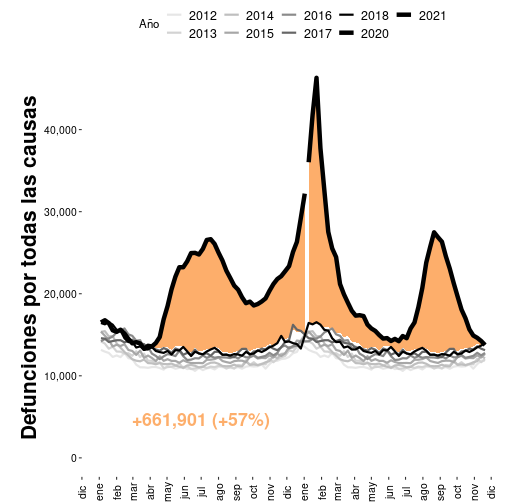 Año
2012 2014 2016 2018 2021
2013 2015 2017 2020
Defunciones por todas las causas
40,000
30,000
20,000
10,000
0
+661,901 (+57%)
dic ene feb mar abr may jun jul ago sep oct nov dic ene feb mar abr may jun jul ago sep oct nov dic